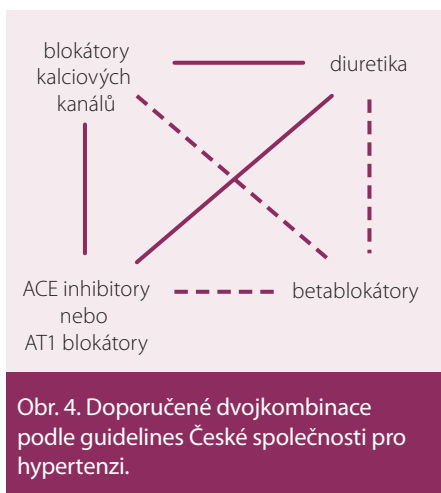 blokátory
kalciových
kanálů
diuretika
ACE inhibitory
nebo
AT1 blokátory
betablokátory
Obr. 4. Doporučené dvojkombinace
podle guidelines České společnosti pro
hypertenzi.